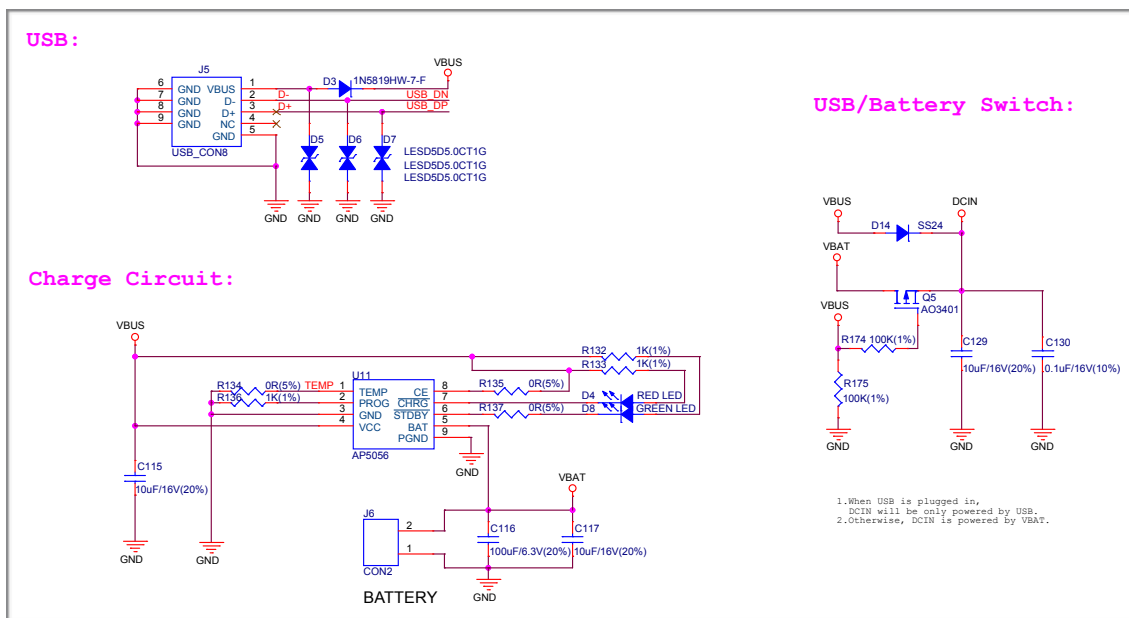 USB:
J5
6 GND VBUS 1
7 GND D- 2 D-
8 GND D+ 3 D+
9 GND NC 4
GND 5
USB_CON8
D3 1N5819HW-7-F
VBUS
USB_DN
USB_DP
D5 D6 D7
LESD5D5.0CT1G
LESD5D5.0CT1G
LESD5D5.0CT1G
GND GND GND GND
USB/Battery Switch:
VBUS DCIN
D14 SS24
VBAT
Q5
AO3401
VBUS
R174 100K(1%)
R175
100K(1%)
C129
10uF/16V(20%)
C130
0.1uF/16V(10%)
GND GND GND
1.When USB is plugged in,
DCIN will be only powered by USB.
2.Otherwise, DCIN is powered by VBAT.
Charge Circuit:
VBUS
R132 1K(1%)
R133 1K(1%)
U11
R134 0R(5%) TEMP 1 TEMP CE 8 R135 0R(5%)
R136 1K(1%) 2 PROG CHRG 7 D4 RED LED
3 GND STDBY 6 R137 0R(5%) D8 GREEN LED
4 VCC BAT 5
PGND 9
AP5056
GND
C115
10uF/16V(20%)
GND GND
VBAT
J6
2
1
CON2
C116
100uF/6.3V(20%)
C117
10uF/16V(20%)
GND
BATTERY